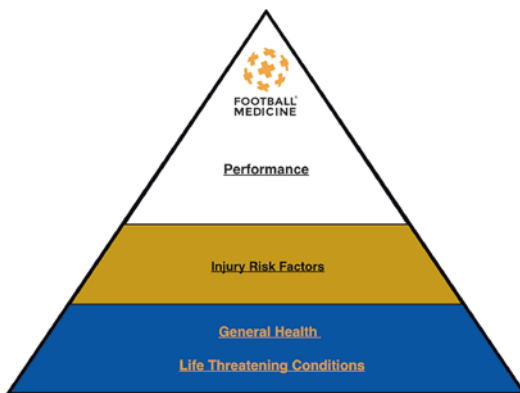 FOOTBALL®
MEDICINE
Performance
Injury Risk Factors
General Health
Life Threatening Conditions